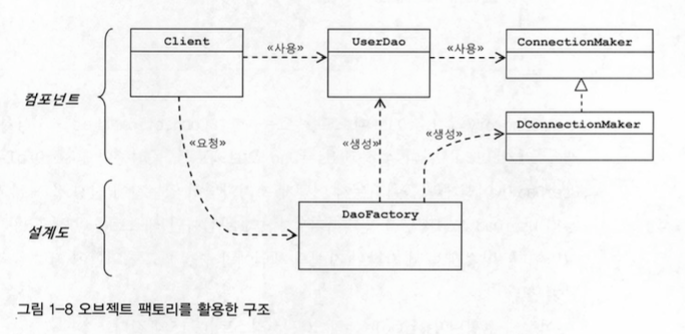 Client
UserDao
ConnectionMaker
«사용»
«사용»
컴포넌트
DConnectionMaker
«요청»
«생성»
«생성»
설계도
DaoFactory
그림 1-8 오브젝트 팩토리를 활용한 구조